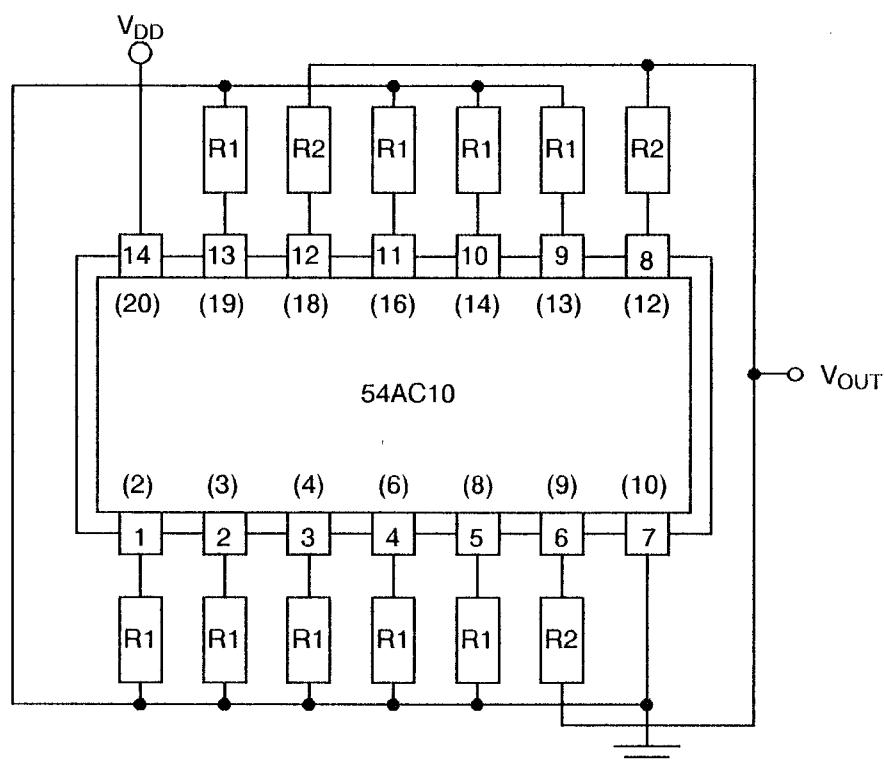 VDD
R1 R2 R1 R1 R1 R2
14 13 12 11 10 9 8
(20) (19) (18) (16) (14) (13) (12)
VOUT
54AC10
(2) (3) (4) (6) (8) (9) (10)
1 2 3 4 5 6 7
R1 R1 R1 R1 R1 R2